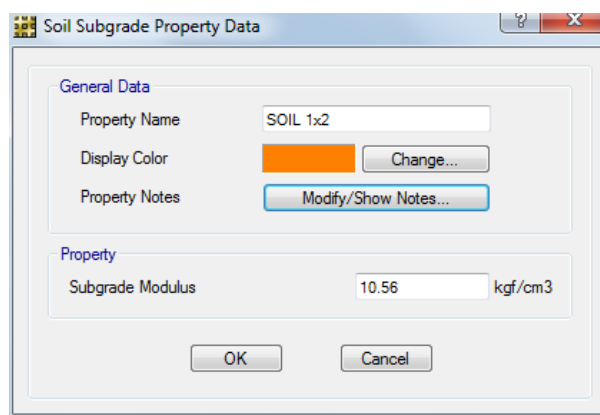 Soil Subgrade Property Data
General Data
Property Name SOIL 1x2
Display Color Change...
Property Notes Modify/Show Notes...
Property
Subgrade Modulus 10.56 kgf/cm3
OK Cancel